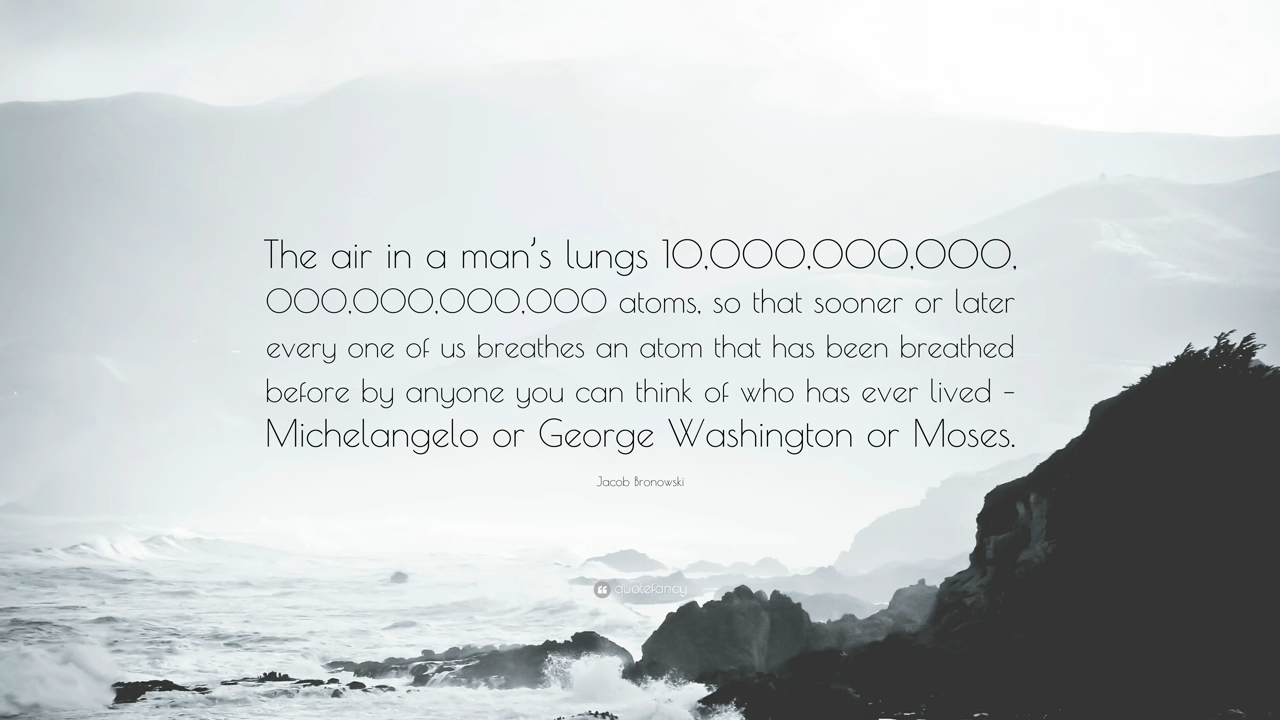 The air in a man’s lungs 10,000,000,000,
000,000,000,000 atoms, so that sooner or later
every one of us breathes an atom that has been breathed
before by anyone you can think of who has ever lived –
Michelangelo or George Washington or Moses.
Jacob Bronowski
quotefancy